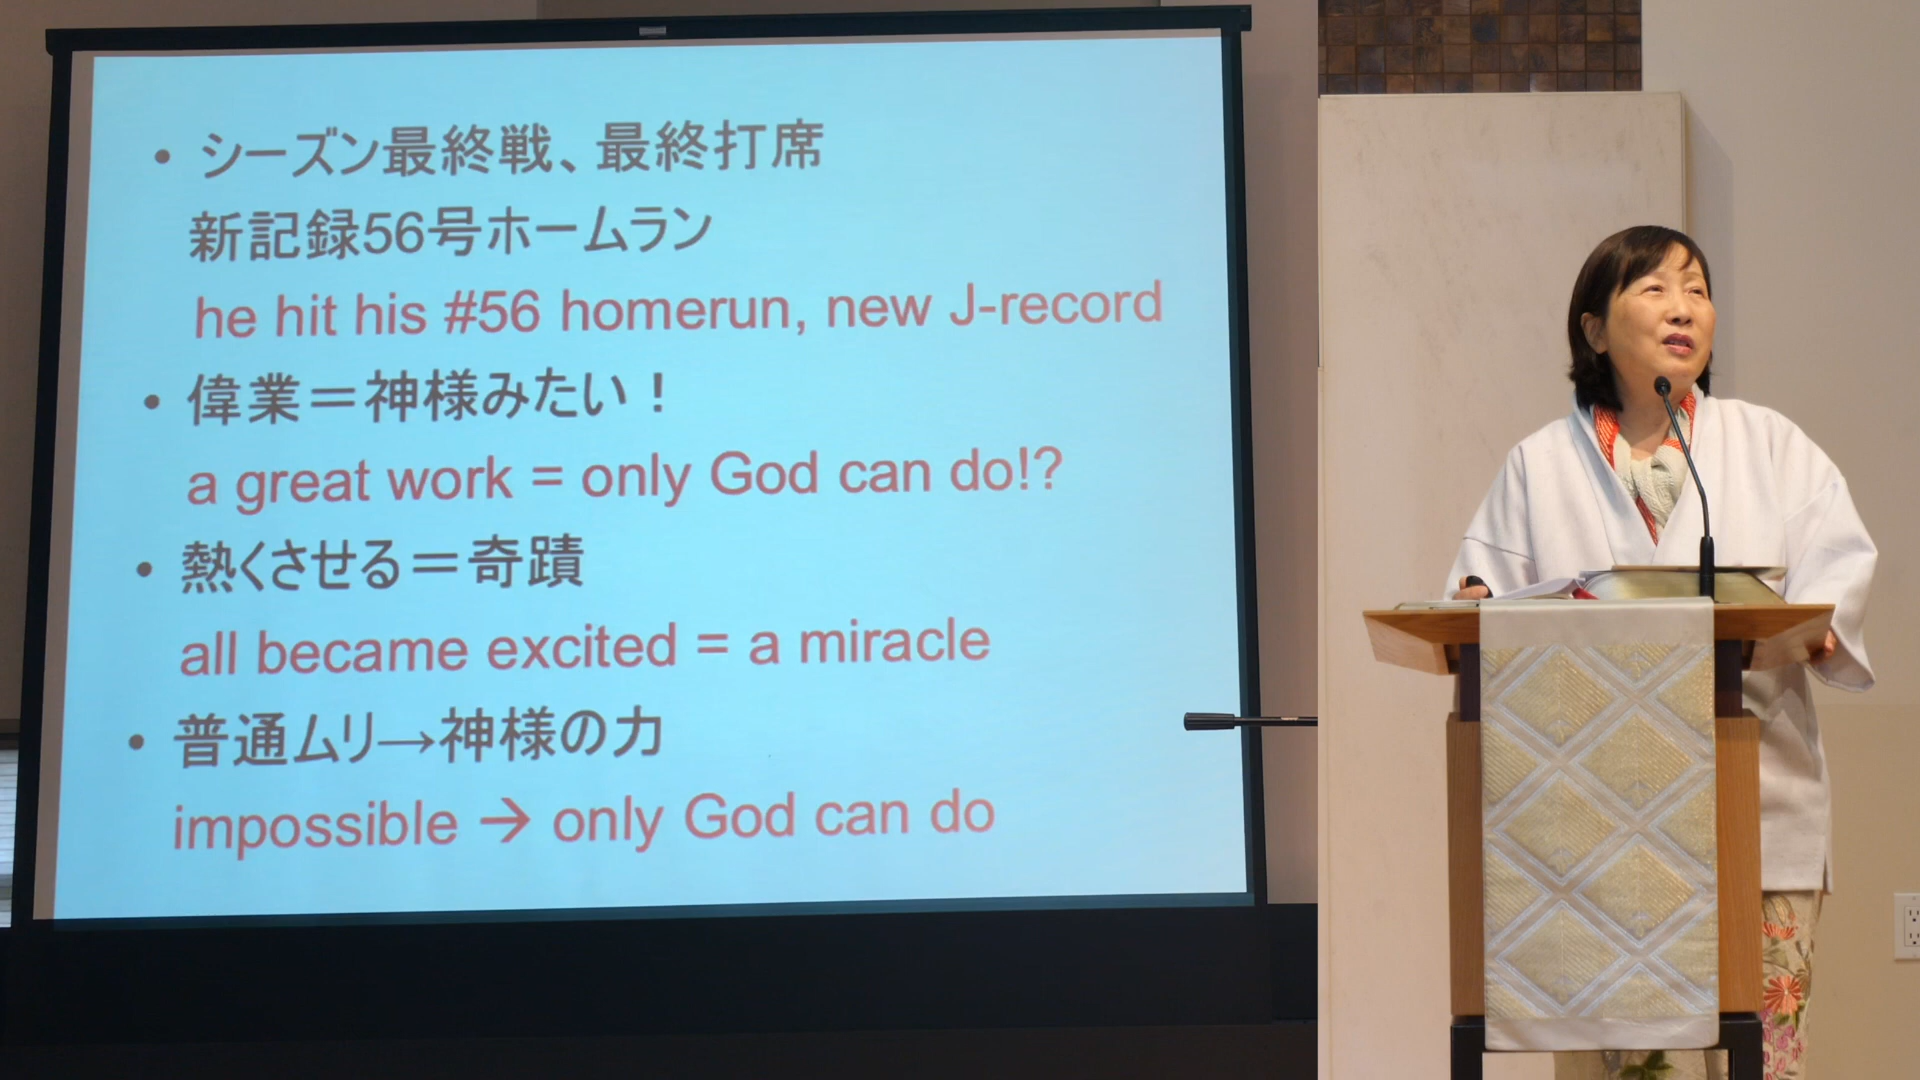 • シーズン最終戦、最終打席
新記録56号ホームラン
he hit his #56 homerun, new J-record
• 偉業＝神様みたい！
a great work = only God can do!?
• 熱くさせる＝奇蹟
all became excited = a miracle
• 普通ムリ→神様の力
impossible → only God can do